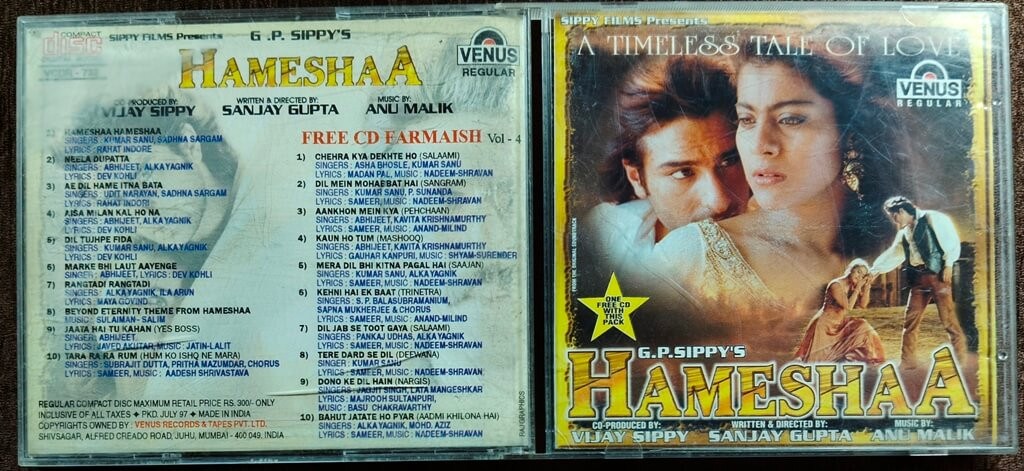 COMPACT
disc
SIPPY FILMS Presents
G .P. SIPPY'S
HAMESHAA
VENUS
REGULAR
CO-PRODUCED BY:
VIJAY SIPPY
WRITTEN & DIRECTED BY:
SANJAY GUPTA
MUSIC BY:
ANU MALIK
1) HAMESHAA HAMESHAA
SINGERS : KUMAR SANU, SADHNA SARGAM
LYRICS : RAHAT INDORE
2) NEELA DUPATTA
SINGERS : ABHIJEET, ALKA YAGNIK
LYRICS : DEV KOHLI
3) AE DIL HAME ITNA BATA
SINGERS : UDIT NARAYAN, SADHNA SARGAM
LYRICS : RAHAT INDORI
4) AISA MILAN KAL HO NA
SINGERS : ABHIJEET, ALKA YAGNIK
LYRICS : DEV KOHLI
5) DIL TUJHPE FIDA
SINGERS : KUMAR SANU, ALKA YAGNIK
LYRICS : DEV KOHLI
6) MARKE BHI LAUT AAYENGE
SINGER : ABHIJEET, LYRICS : DEV KOHLI
7) RANGTADI RANGTADI
SINGERS : ALKA YAGNIK, ILA ARUN
LYRICS : MAYA GOVIND
8) BEYOND ETERNITY THEME FROM HAMESHAA
MUSIC : SULAIMAN - SALIM
9) JAATA HAI TU KAHAN (YES BOSS)
SINGER : ABHIJEET.
LYRICS : JAVED AKHTAR, MUSIC : JATIN-LALIT
10) TARA RA RA RUM (HUM KO ISHQ NE MARA)
SINGERS : SUBRAJIT DUTTA, PRITHA MAZUMDAR, CHORUS
LYRICS : SAMEER, MUSIC : AADESH SHRIVASTAVA
REGULAR COMPACT DISC MAXIMUM RETAIL PRICE RS. 300/- ONLY
INCLUSIVE OF ALL TAXES ✦ PKD. JULY 97 ✦ MADE IN INDIA
COPYRIGHTS OWNED BY : VENUS RECORDS & TAPES PVT. LTD.
SHIVSAGAR, ALFRED CREADO ROAD, JUHU, MUMBAI - 400 049. INDIA
FREE CD FARMAISH Vol - 4
1) CHEHRA KYA DEKHTE HO (SALAAMI)
SINGERS : ASHA BHOSLE, KUMAR SANU
LYRICS : MADAN PAL, MUSIC : NADEEM-SHRAVAN
2) DIL MEIN MOHABBAT HAI (SANGRAM)
SINGERS : KUMAR SANU, P. SUNANDA
LYRICS : SAMEER, MUSIC : NADEEM-SHRAVAN
3) AANKHON MEIN KYA (PEHCHAAN)
SINGERS : ABHIJEET, KAVITA KRISHNAMURTHY
LYRICS : SAMEER, MUSIC : ANAND-MILIND
4) KAUN HO TUM (MASHOOQ)
SINGERS : ABHIJEET, KAVITA KRISHNAMURTHY
LYRICS : GAUHAR KANPURI, MUSIC : SHYAM-SURENDER
5) MERA DIL BHI KITNA PAGAL HAI (SAAJAN)
SINGERS : KUMAR SANU, ALKA YAGNIK
LYRICS : SAMEER, MUSIC : NADEEM-SHRAVAN
6) KEHNI HAI EK BAAT (TRINETRA)
SINGERS : S. P. BALASUBRAMANIUM,
SAPNA MUKHERJEE & CHORUS
LYRICS : SAMEER, MUSIC : ANAND-MILIND
7) DIL JAB SE TOOT GAYA (SALAAMI)
SINGERS : PANKAJ UDHAS, ALKA YAGNIK
LYRICS : SAMEER, MUSIC : NADEEM-SHRAVAN
8) TERE DARD SE DIL (DEEWANA)
SINGER : KUMAR SANU
LYRICS : SAMEER, MUSIC : NADEEM-SHRAVAN
9) DONO KE DIL HAIN (NARGIS)
SINGERS : JAGJIT SINGH, LATA MANGESHKAR
LYRICS : MAJROOH SULTANPURI,
MUSIC : BASU CHAKRAVARTHY
10) BAHUT JATATE HO PYAR (AADMI KHILONA HAI)
SINGERS : ALKA YAGNIK, MOHD. AZIZ
LYRICS : SAMEER, MUSIC : NADEEM-SHRAVAN
SIPPY FILMS Presents
A TIMELESS TALE OF LOVE
VENUS
REGULAR
FROM THE ORIGINAL SOUNDTRACK
ONE
FREE CD
WITH THIS
PACK
G.P.SIPPY'S
HAMESHAA
CO-PRODUCED BY:
VIJAY SIPPY
WRITTEN & DIRECTED BY:
SANJAY GUPTA
MUSIC BY:
ANU MALIK